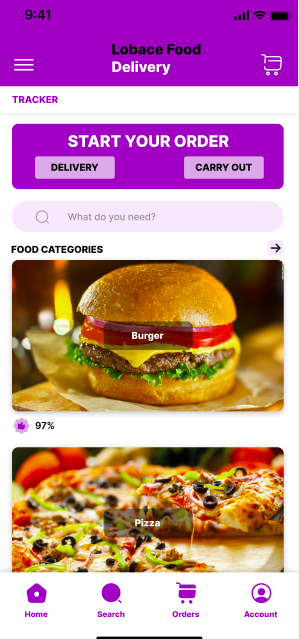 9:41
Lobace Food
Delivery
TRACKER
START YOUR ORDER
DELIVERY
CARRY OUT
What do you need?
FOOD CATEGORIES
Burger
97%
Pizza
Home
Search
Orders
Account